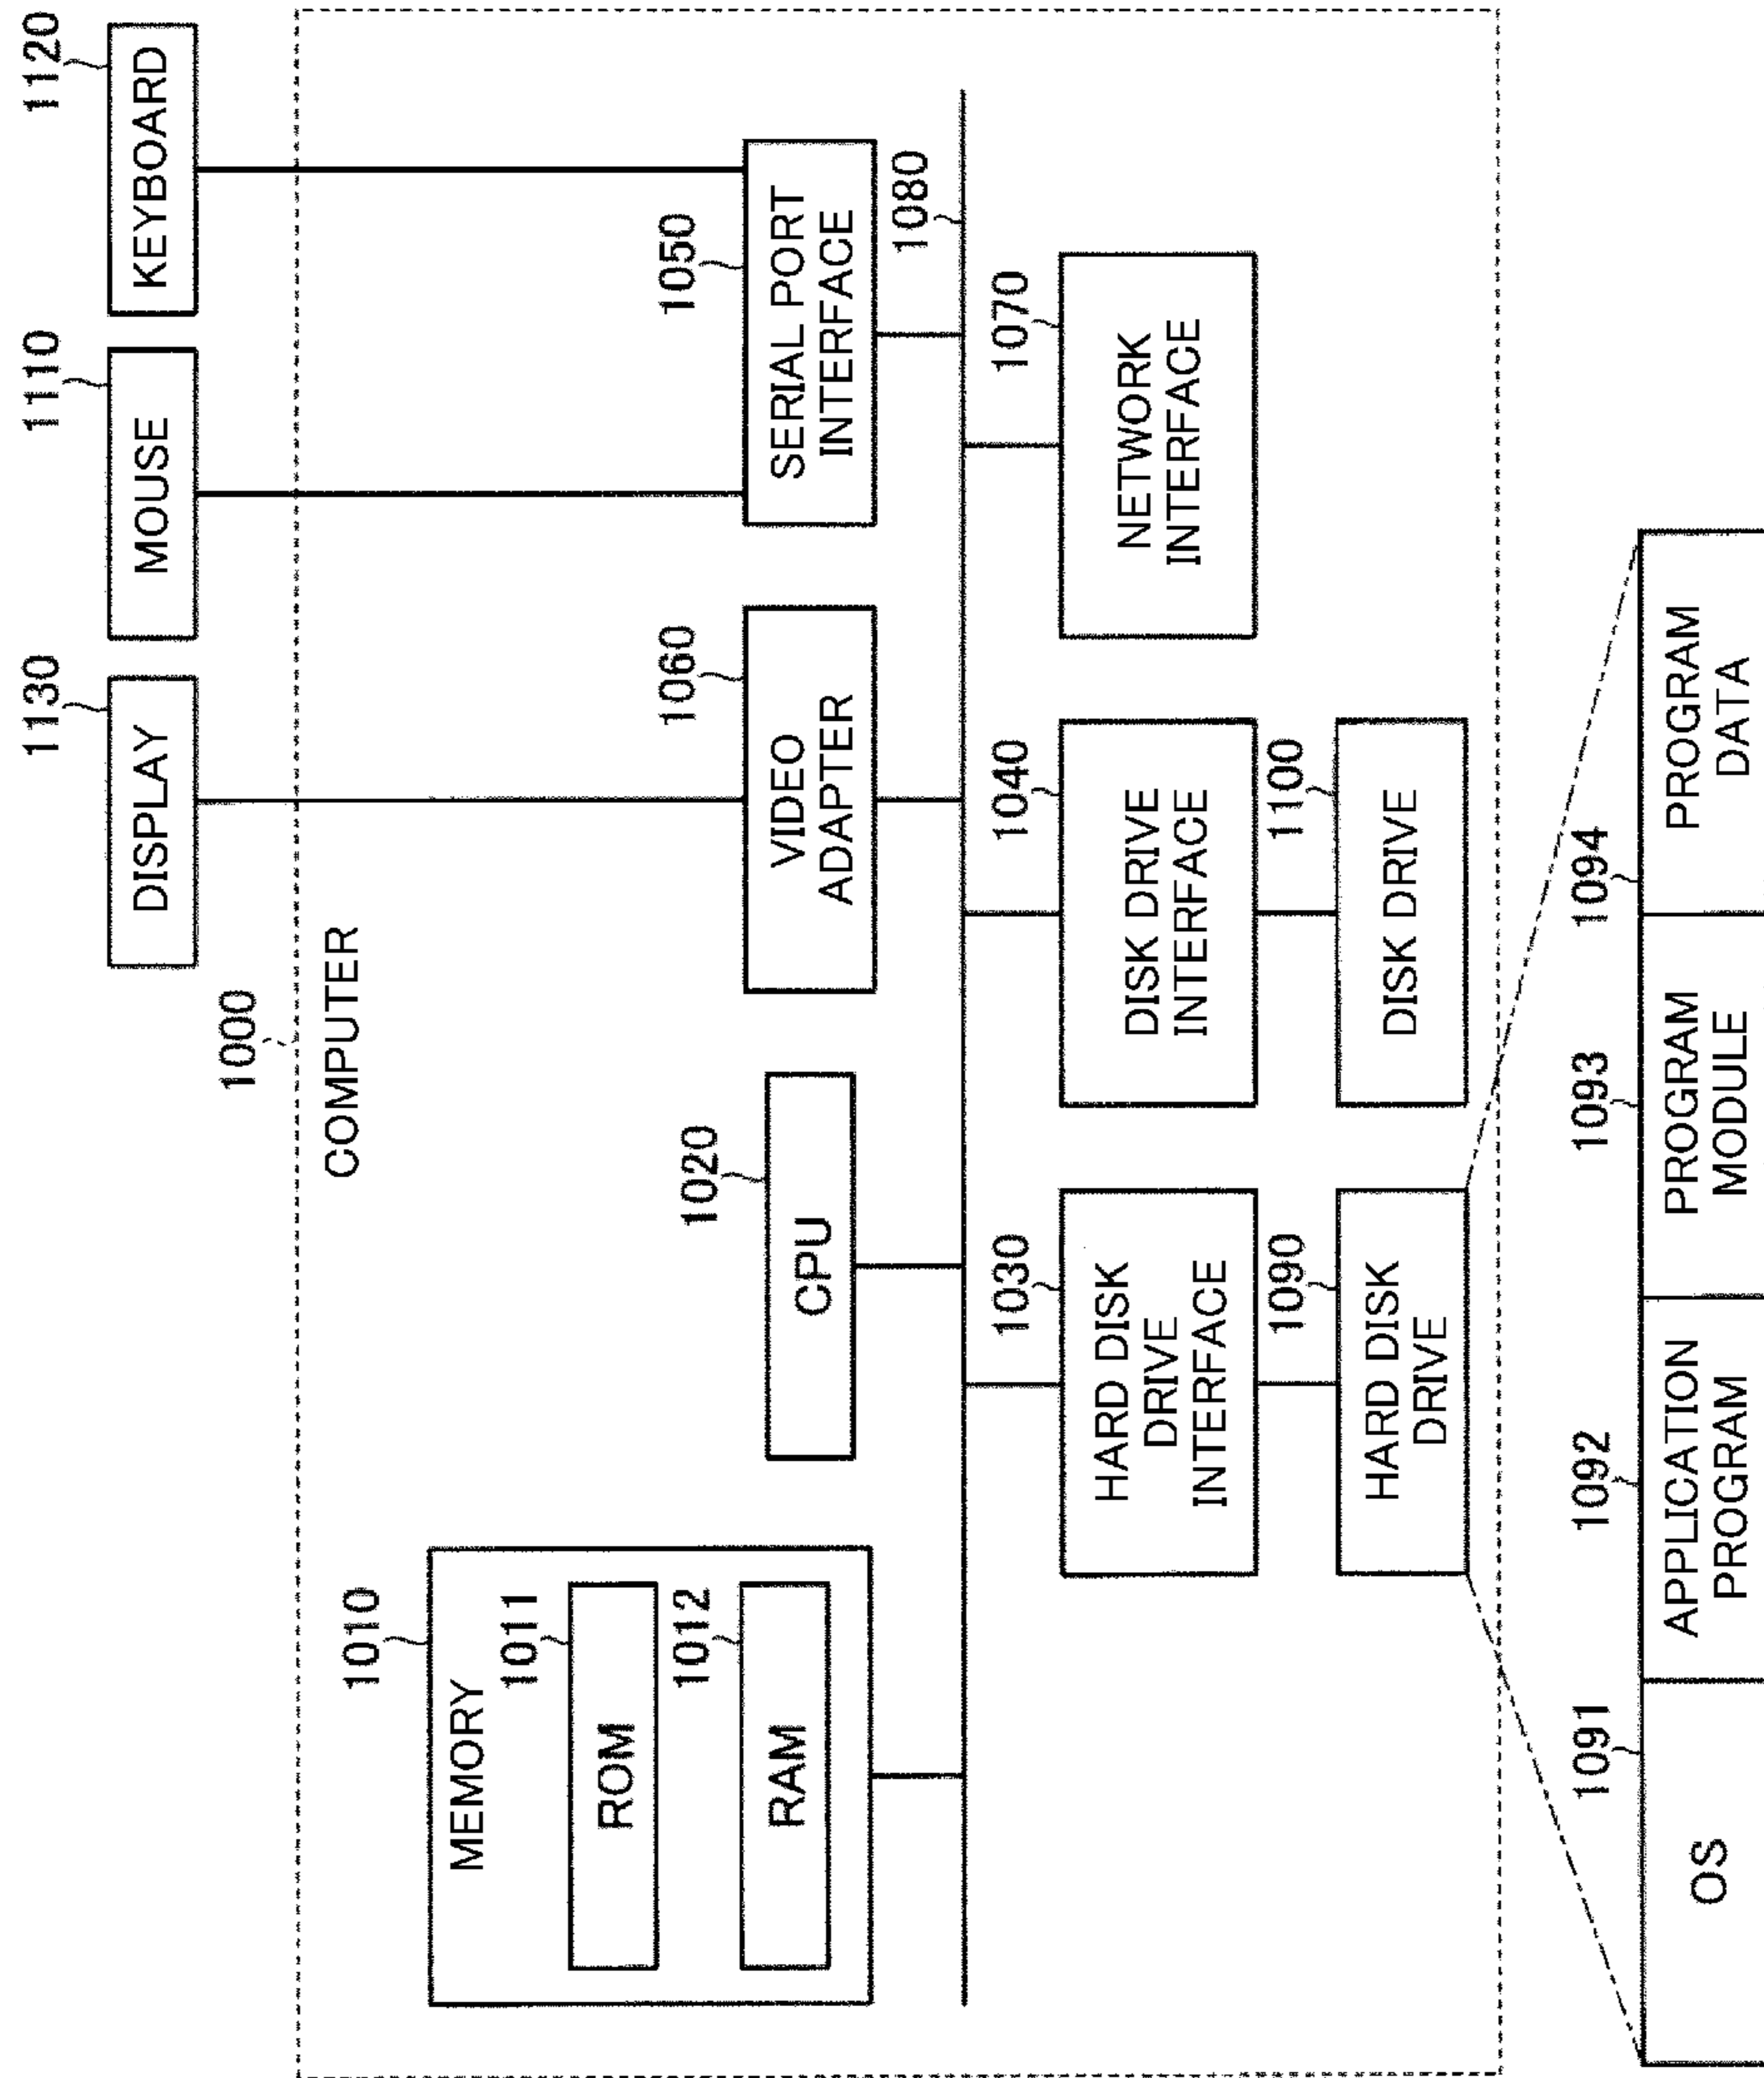 1000
COMPUTER
1010
MEMORY
1011
ROM
1012
RAM
1020
CPU
1130
DISPLAY
1110
MOUSE
1120
KEYBOARD
1060
VIDEO
ADAPTER
1050
SERIAL PORT
INTERFACE
1080
1030
HARD DISK
DRIVE
INTERFACE
1040
DISK DRIVE
INTERFACE
1070
NETWORK
INTERFACE
1090
HARD DISK
DRIVE
1100
DISK DRIVE
1091
OS
1092
APPLICATION
PROGRAM
1093
PROGRAM
MODULE
1094
PROGRAM
DATA